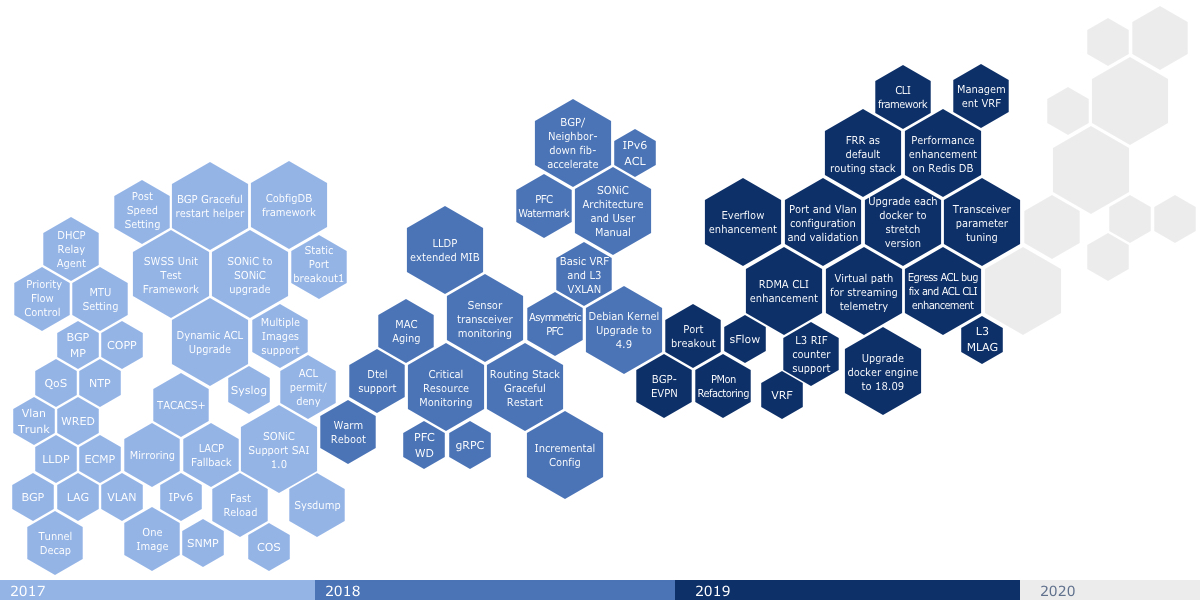 DHCP
Relay
Agent
Post
Speed
Setting
BGP Graceful
restart helper
CobfigDB
framework
Priority
Flow
Control
MTU
Setting
SWSS Unit
Test
Framework
SONiC to
SONiC
upgrade
Static
Port
breakout1
BGP
MP
COPP
Dynamic ACL
Upgrade
Multiple
Images
support
QoS
NTP
Syslog
ACL
permit/
deny
Vlan
Trunk
WRED
TACACS+
LLDP
ECMP
Mirroring
LACP
Fallback
SONiC
Support SAI
1.0
BGP
LAG
VLAN
IPv6
Fast
Reload
Sysdump
Tunnel
Decap
One
Image
SNMP
COS
BGP/
Neighbor-
down fib-
accelerate
IPv6
ACL
PFC
Watermark
SONiC
Architecture
and User
Manual
LLDP
extended MIB
Basic VRF
and L3
VXLAN
MAC
Aging
Sensor
transceiver
monitoring
Asymmetric
PFC
Debian Kernel
Upgrade to
4.9
Dtel
support
Critical
Resource
Monitoring
Routing Stack
Graceful
Restart
Warm
Reboot
PFC
WD
gRPC
Incremental
Config
CLI
framework
Managem
ent VRF
FRR as
default
routing stack
Performance
enhancement
on Redis DB
Everflow
enhancement
Port and Vlan
configuration
and validation
Upgrade each
docker to
stretch
version
Transceiver
parameter
tuning
RDMA CLI
enhancement
Virtual path
for streaming
telemetry
Egress ACL bug
fix and ACL CLI
enhancement
Port
breakout
sFlow
L3 RIF
counter
support
Upgrade
docker engine
to 18.09
L3
MLAG
BGP-
EVPN
PMon
Refactoring
VRF
2017
2018
2019
2020